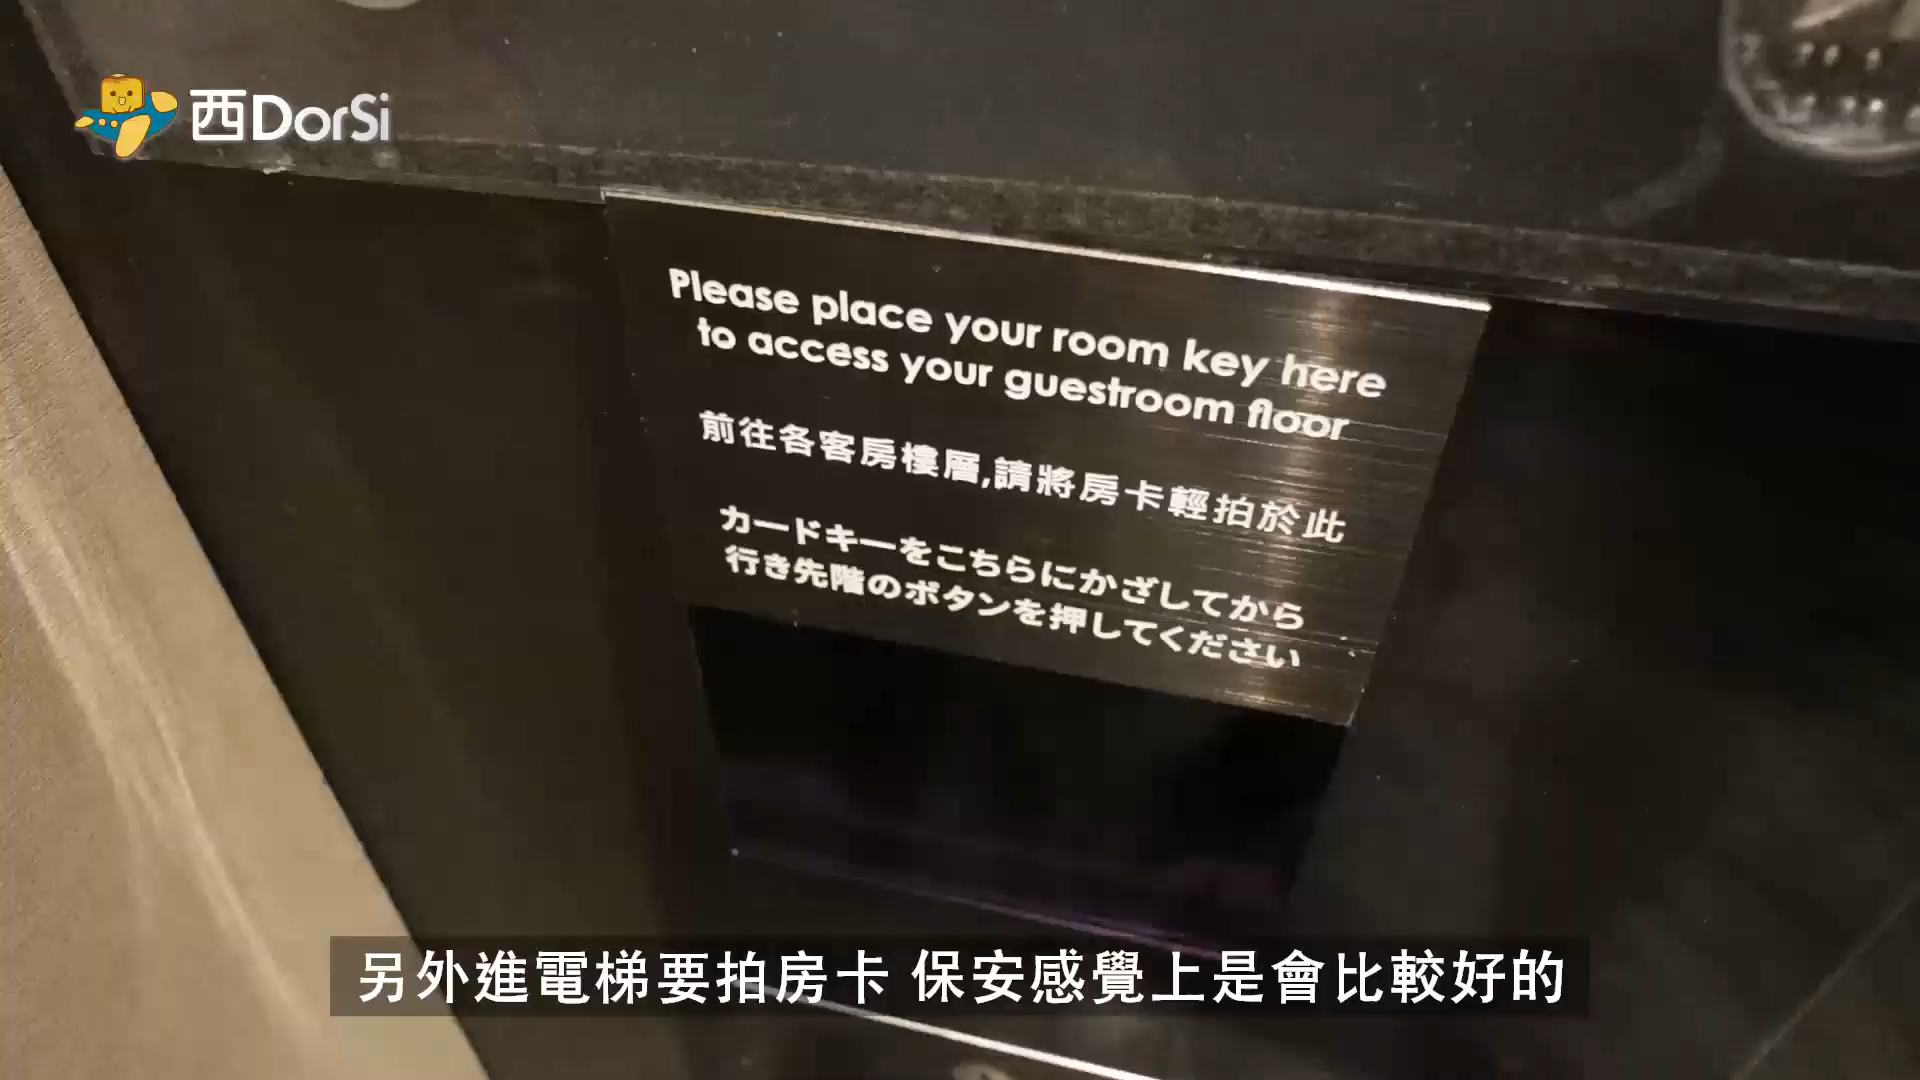 西DorSi
Please place your room key here
to access your guestroom floor
前往各客房樓層,請將房卡輕拍於此
カードキーをこちらにかざしてから
行き先階のボタンを押してください
另外進電梯要拍房卡 保安感覺上是會比較好的